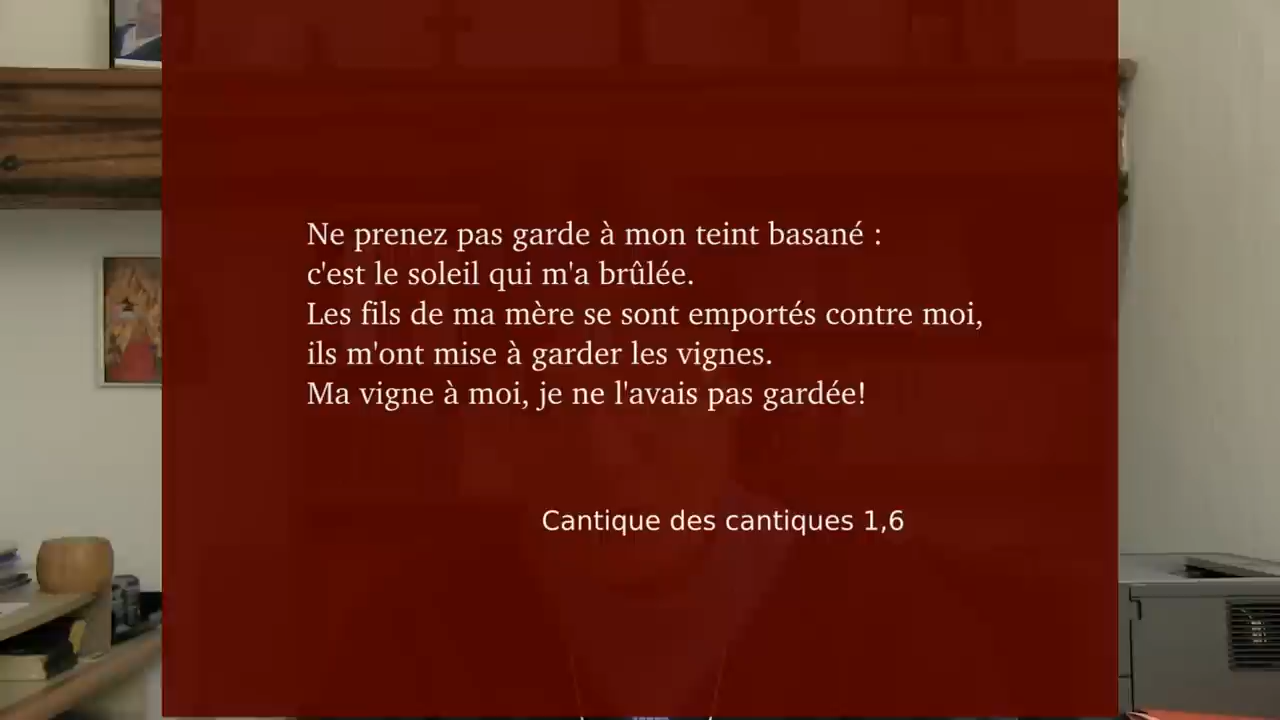 Ne prenez pas garde à mon teint basané :
c'est le soleil qui m'a brûlée.
Les fils de ma mère se sont emportés contre moi,
ils m'ont mise à garder les vignes.
Ma vigne à moi, je ne l'avais pas gardée!
Cantique des cantiques 1,6